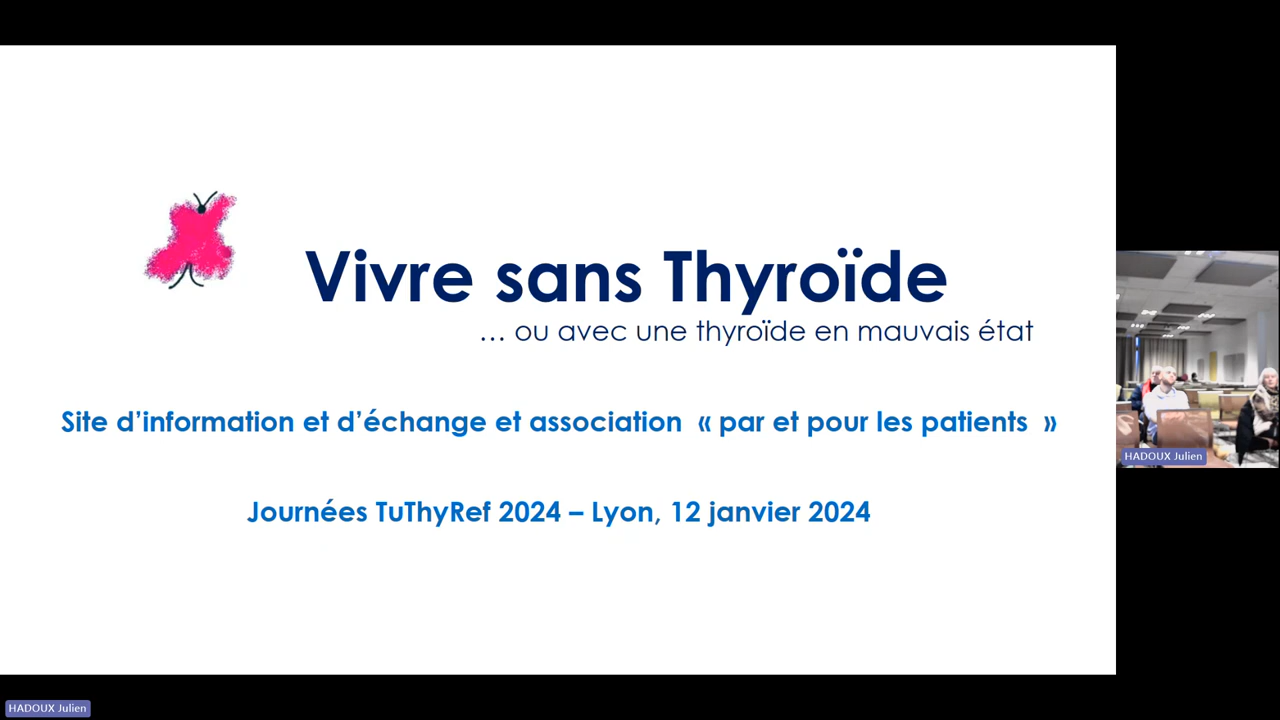 Vivre sans Thyroïde
… ou avec une thyroïde en mauvais état
Site d’information et d’échange et association « par et pour les patients »
Journées TuThyRef 2024 – Lyon, 12 janvier 2024
HADOUX Julien
HADOUX Julien